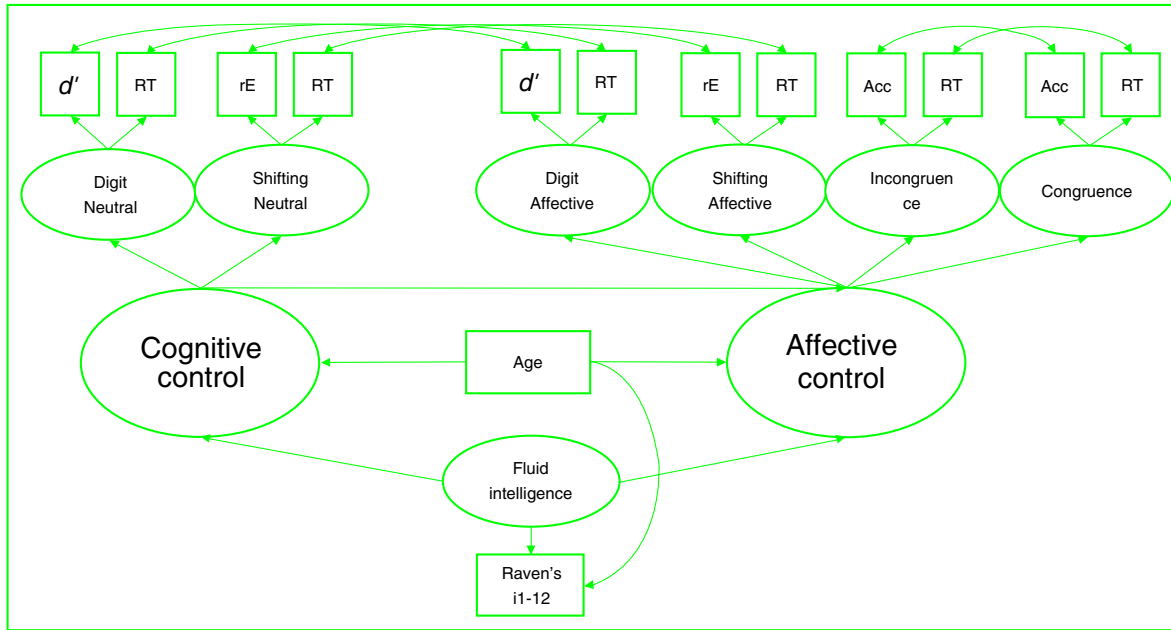 d'
RT
rE
RT
d'
RT
rE
RT
Acc
RT
Acc
RT
Digit
Neutral
Shifting
Neutral
Digit
Affective
Shifting
Affective
Incongruen
ce
Congruence
Cognitive
control
Age
Affective
control
Fluid
intelligence
Raven's
i1-12